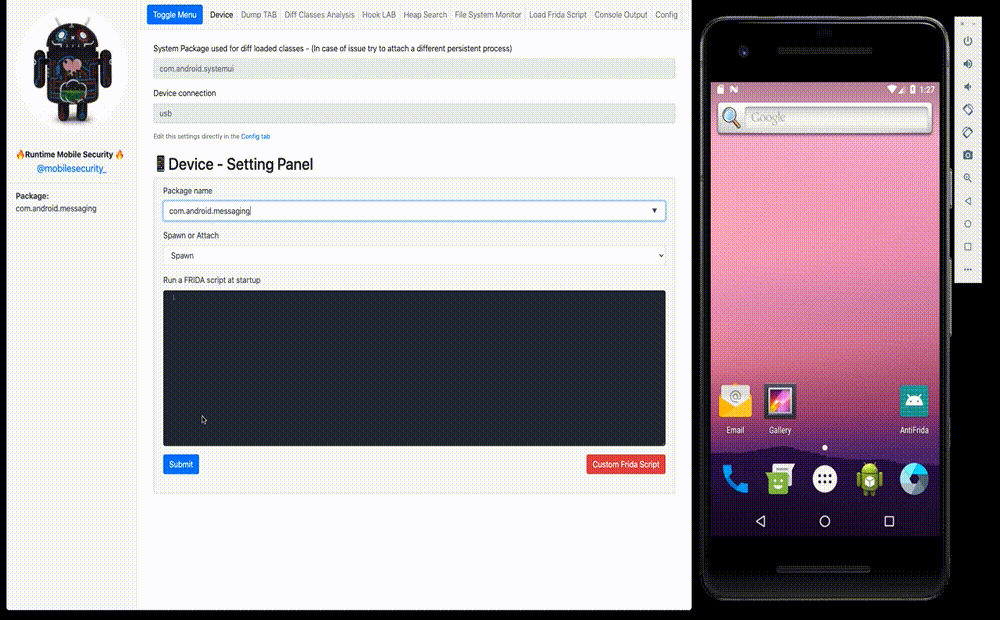 Toggle Menu Device Dump TAB Diff Classes Analysis Hook LAB Heap Search File System Monitor Load Frida Script Console Output Config
System Package used for diff loaded classes - (In case of issue try to attach a different persistent process)
com.android.systemui
Device connection
usb
Edit this settings directly in the Config tab
🔥Runtime Mobile Security 🔥
@mobilesecurity_
Package:
com.android.messaging
📱Device - Setting Panel
Package name
com.android.messaging
Spawn or Attach
Spawn
Run a FRIDA script at startup
1
Submit
Custom Frida Script
1:27
Google
Email
Gallery
AntiFrida